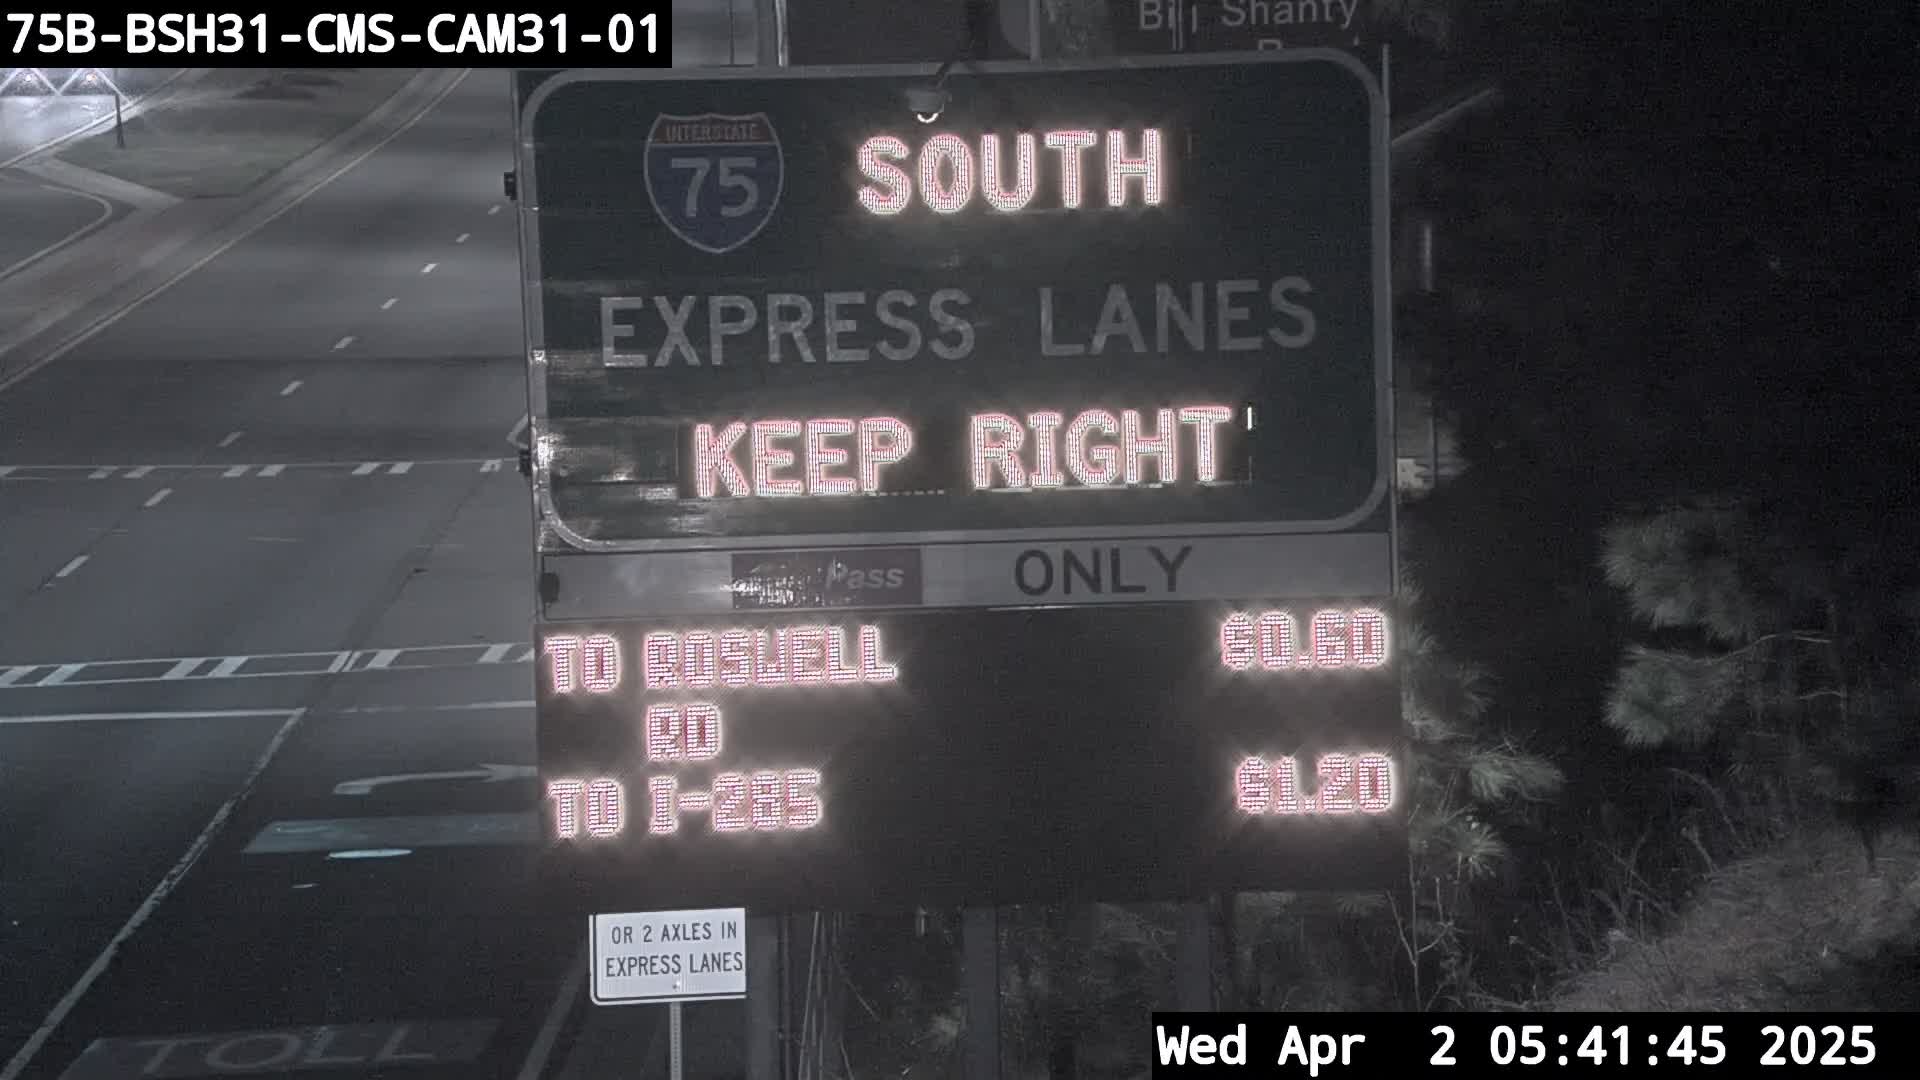 75B-BSH31-CMS-CAM31-01
Shanty
INTERSTATE
75
SOUTH
EXPRESS LANES
KEEP RIGHT
Pass ONLY
TO ROSWELL $0.60
RD
TO I-285 $1.20
OR 2 AXLES IN
EXPRESS LANES
TOLL
Wed Apr 2 05:41:45 2025